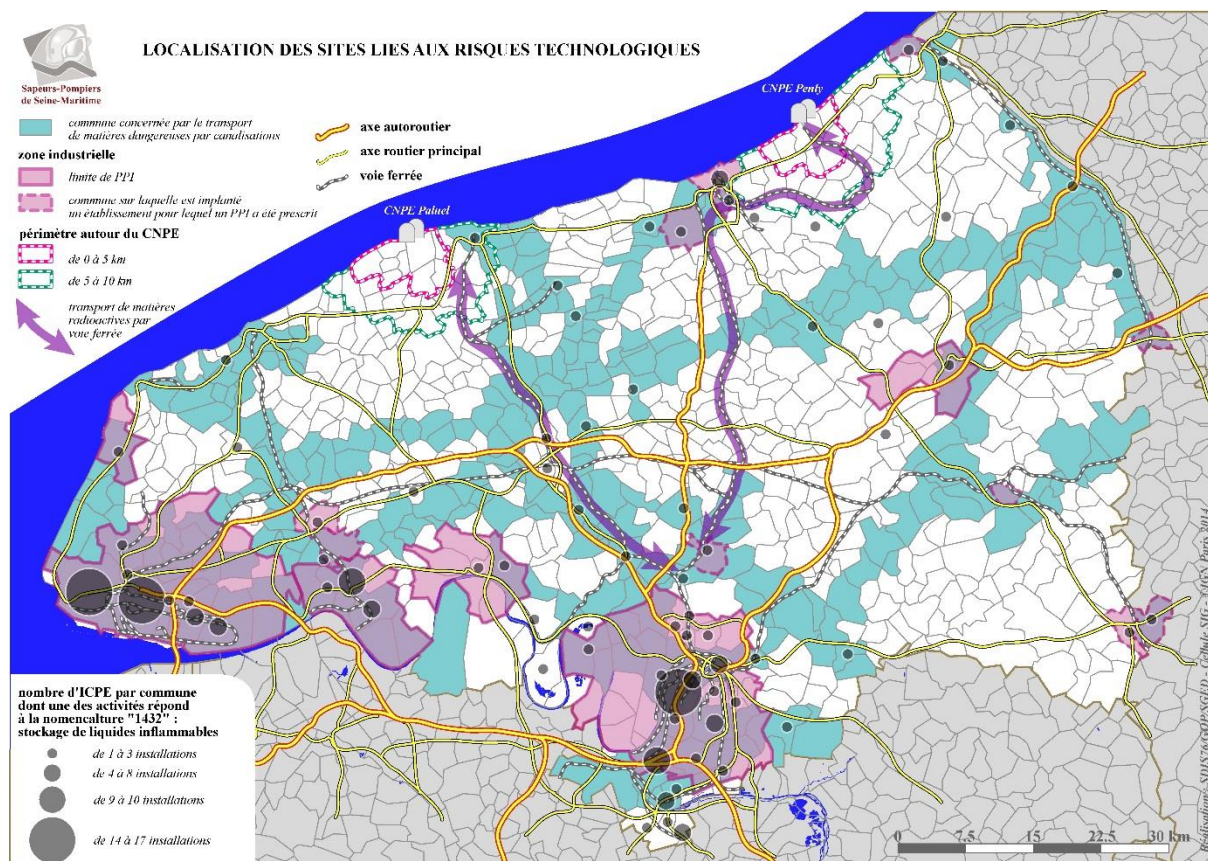 LOCALISATION DES SITES LIES AUX RISQUES TECHNOLOGIQUES
Sapeurs-Pompiers
de Seine-Maritime
commune concernée par le transport
de matières dangereuses par canalisations
zone industrielle
limite de PPI
commune sur laquelle est implanté
un établissement pour lequel un PPI a été prescrit
périmètre autour du CNPE
de 0 à 5 km
de 5 à 10 km
transport de matières
radioactives par
voie ferrée
axe autoroutier
axe routier principal
voie ferrée
CNPE Penly
CNPE Paluel
nombre d'ICPE par commune
dont une des activités répond
à la nomenclature "1432" :
stockage de liquides inflammables
de 1 à 3 installations
de 4 à 8 installations
de 9 à 10 installations
de 14 à 17 installations
0 7.5 15 22.5 30 km